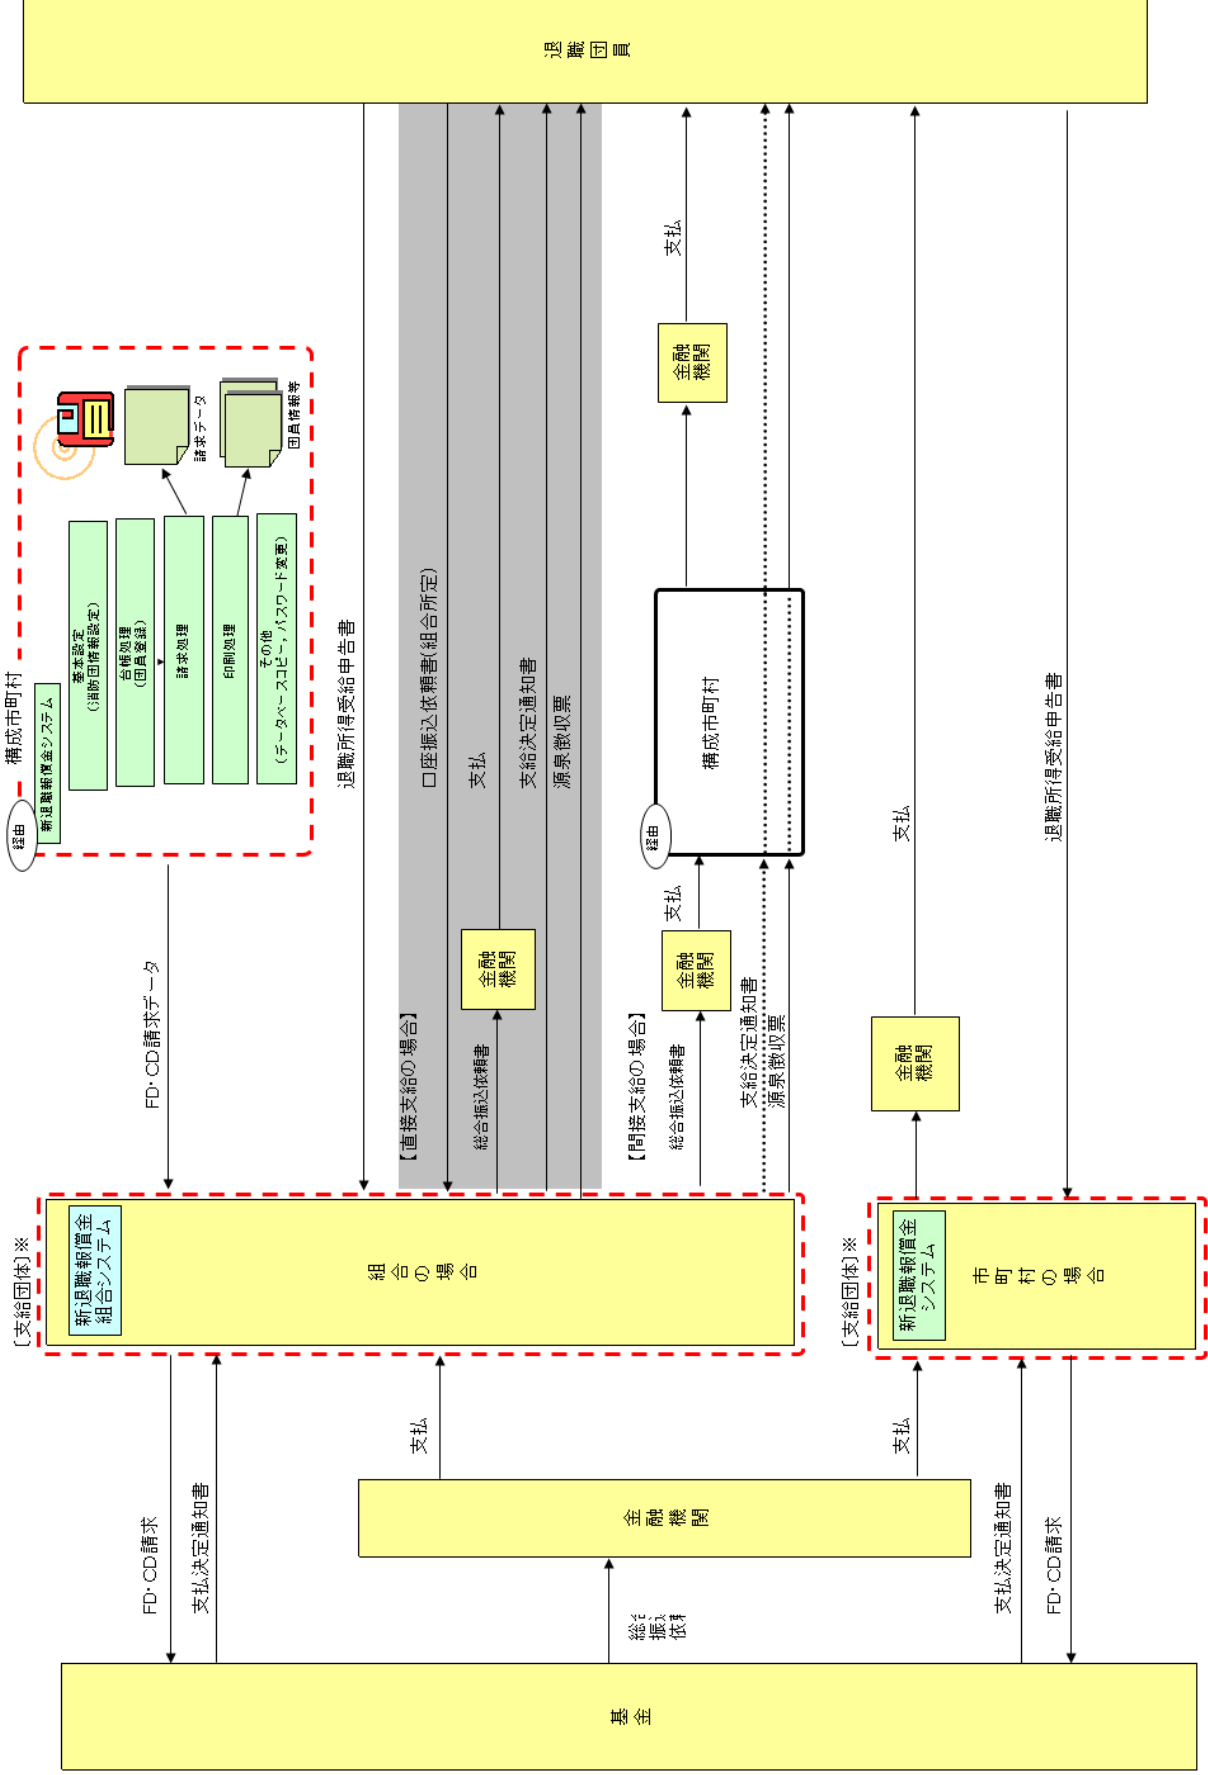 構成市町村
経由
新退職報償金システム
基本設定
(消防団情報設定)
台帳処理
(団員登録)
請求処理
印刷処理
その他
(データベースコピー, パスワード変更)
請求データ
団員情報等
FD・CD請求データ
退職所得受給申告書
【直接支給の場合】
口座振込依頼書(組合所定)
総合振込依頼書
金融
機関
支払
支給決定通知書
源泉徴収票
【間接支給の場合】
総合振込依頼書
金融
機関
支払
経由
構成市町村
金融
機関
支払
支給決定通知書
源泉徴収票
退職団員
[支給団体]※
新退職報償金
組合システム
組合の場合
FD・CD請求
支払決定通知書
支払
金融機関
総合
振込
依
基金
[支給団体]※
新退職報償金
システム
市町村の場合
金融
機関
支払
退職所得受給申告書
支払
支払決定通知書
FD・CD請求